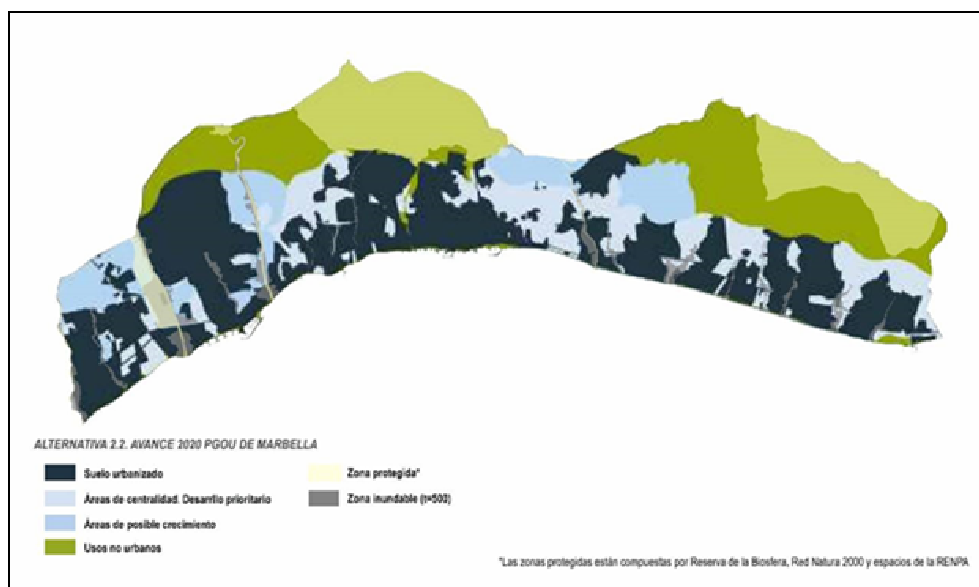 ALTERNATIVA 2.2. AVANCE 2020 PGOU DE MARBELLA
Suelo urbanizado
Áreas de centralidad. Desarrllo prioritario
Áreas de posible crecimiento
Usos no urbanos
Zona protegida*
Zona inundable (t=500)
*Las zonas protegidas están compuestas por Reserva de la Biosfera, Red Natura 2000 y espacios de la RENPA